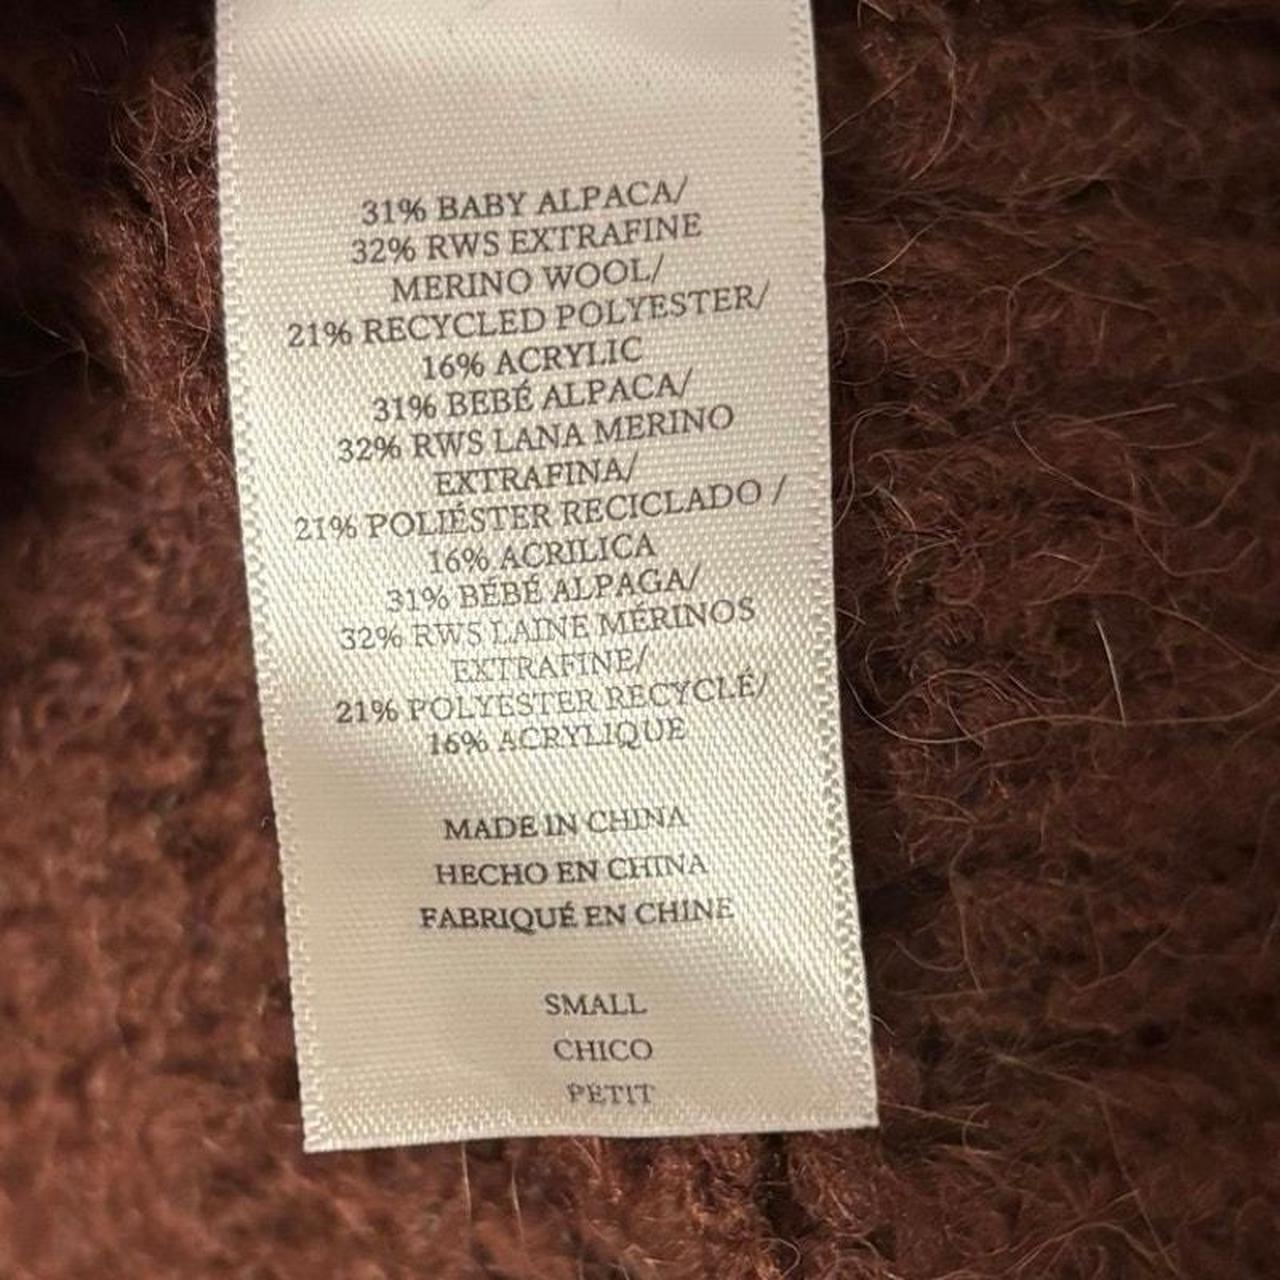 31% BABY ALPACA/
32% RWS EXTRAFINE
MERINO WOOL/
21% RECYCLED POLYESTER/
16% ACRYLIC
31% BEBÉ ALPACA/
32% RWS LANA MERINO
EXTRAFINA/
21% POLIÉSTER RECICLADO /
16% ACRILICA
31% BÉBÉ ALPAGA/
32% RWS LAINE MÉRINOS
EXTRAFINE/
21% POLYESTER RECYCLÉ/
16% ACRYLIQUE
MADE IN CHINA
HECHO EN CHINA
FABRIQUÉ EN CHINE
SMALL
CHICO
PETIT